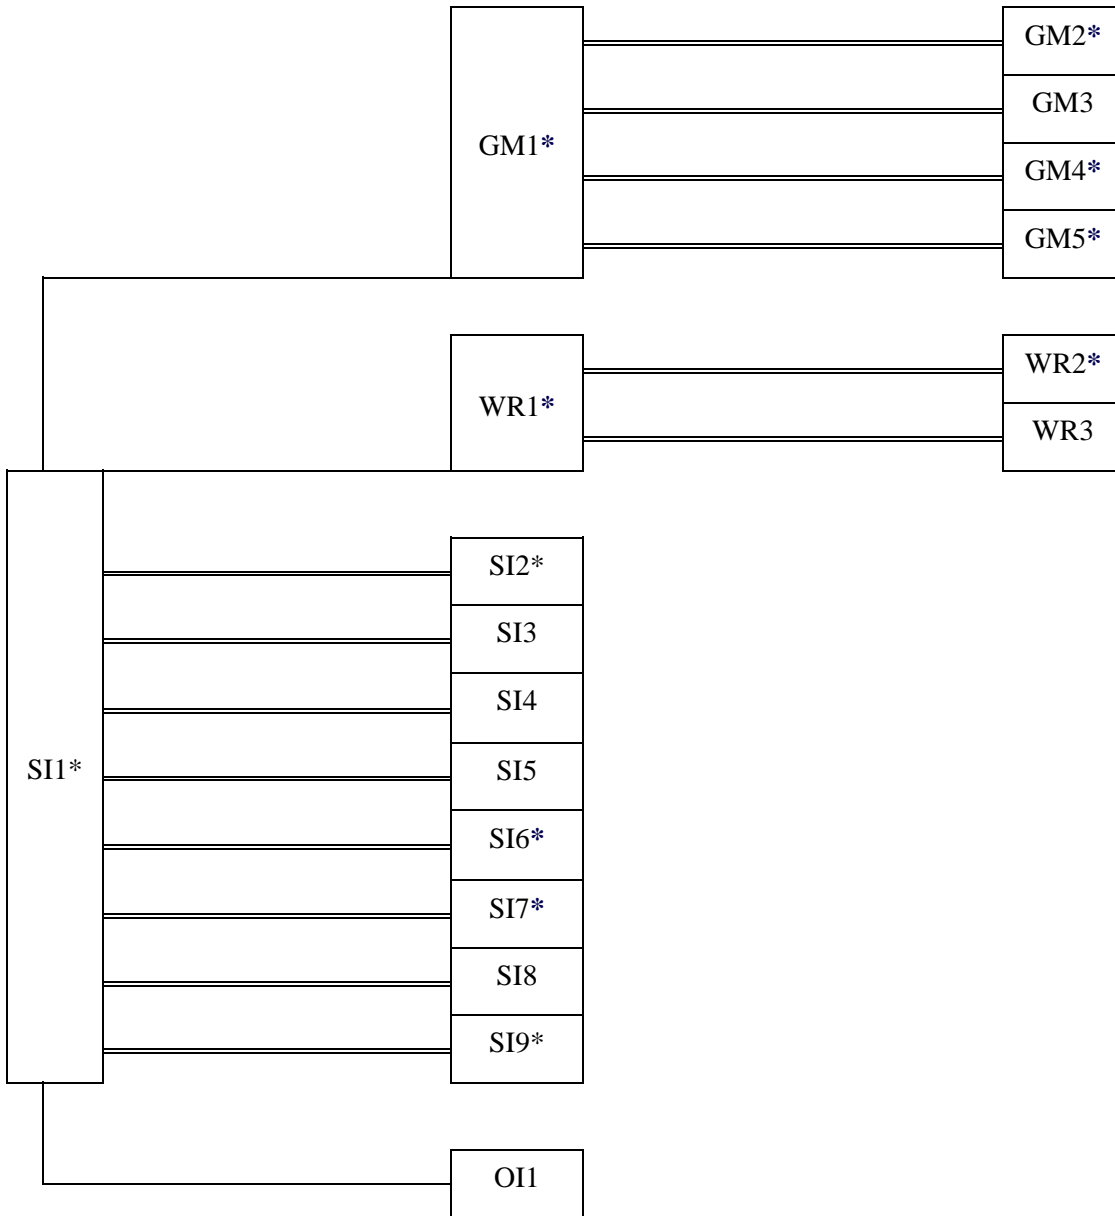 GM2*
GM3
GM1*
GM4*
GM5*
WR2*
WR1*
WR3
SI2*
SI3
SI4
SI1*
SI5
SI6*
SI7*
SI8
SI9*
OI1